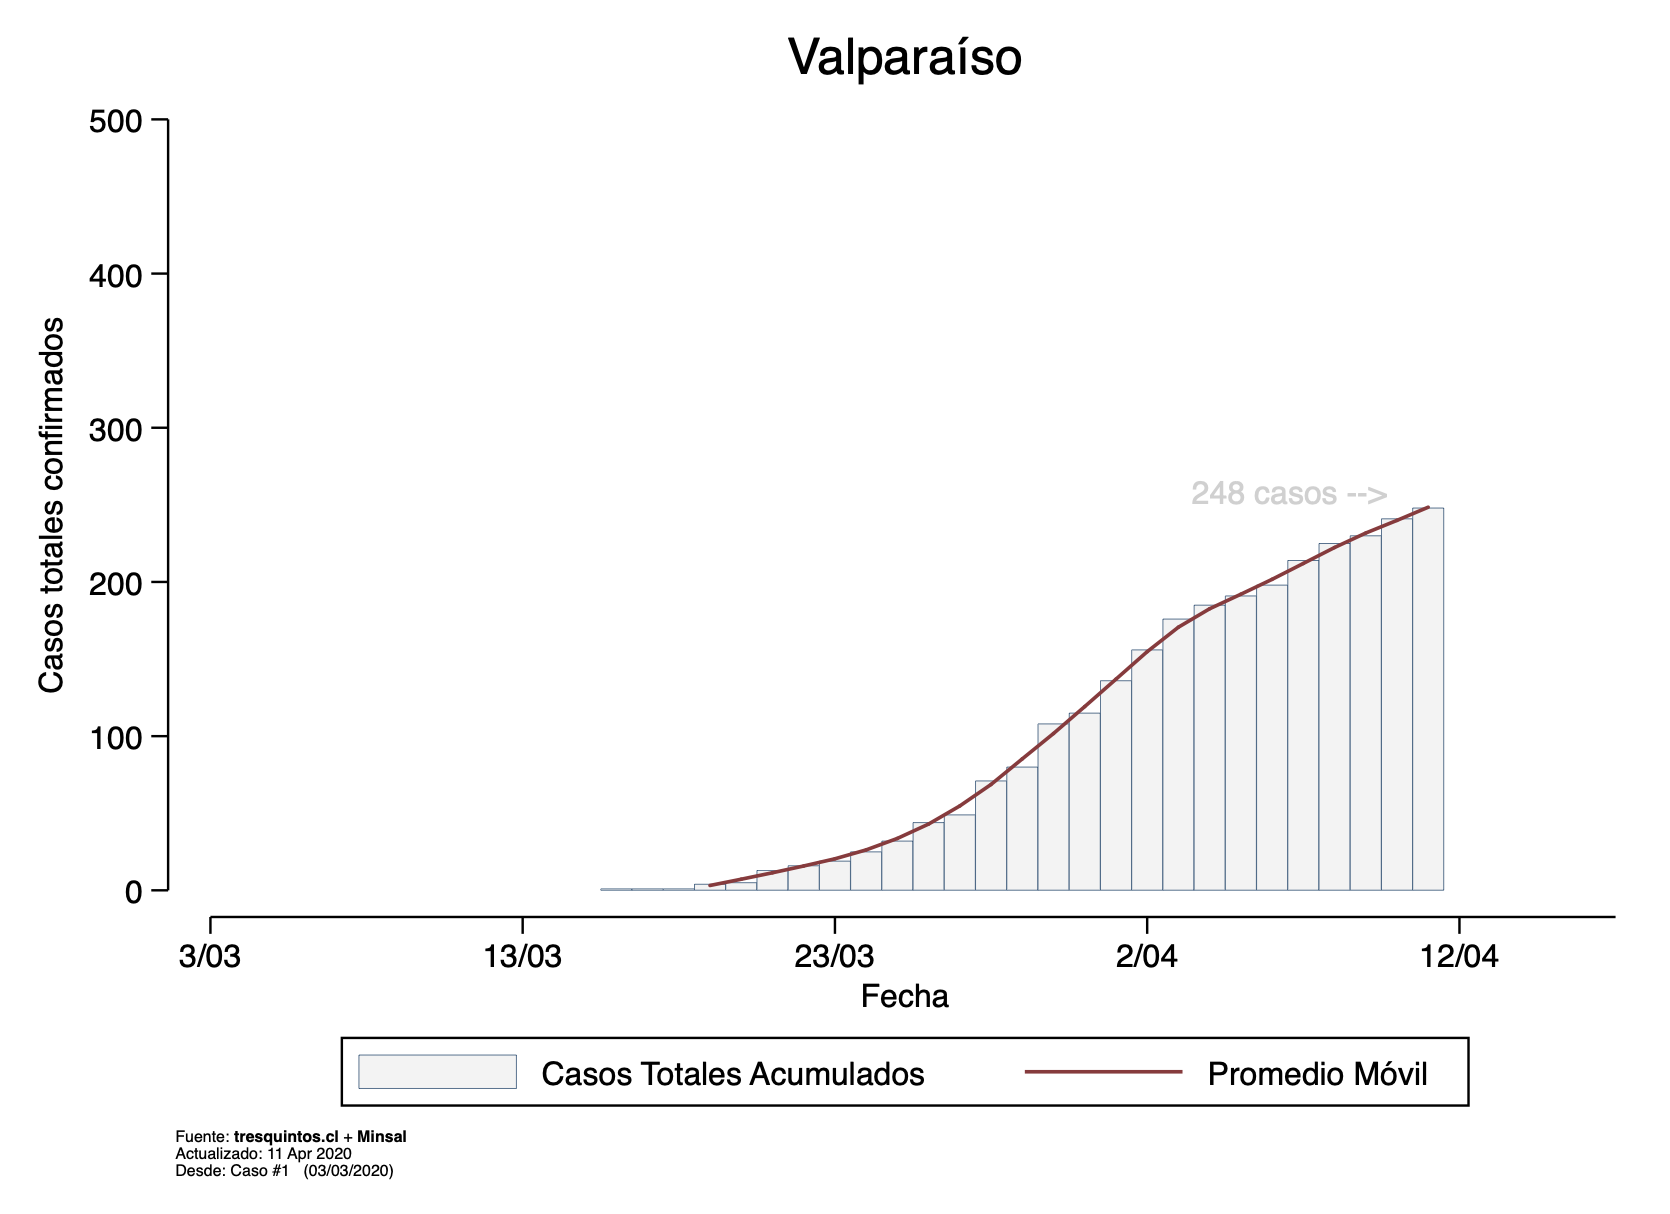 Valparaíso
500
400
300
200
100
0
Casos totales confirmados
248 casos -->
3/03 13/03 23/03 2/04 12/04
Fecha
Casos Totales Acumulados Promedio Móvil
Fuente: tresquintos.cl + Minsal
Actualizado: 11 Apr 2020
Desde: Caso #1 (03/03/2020)